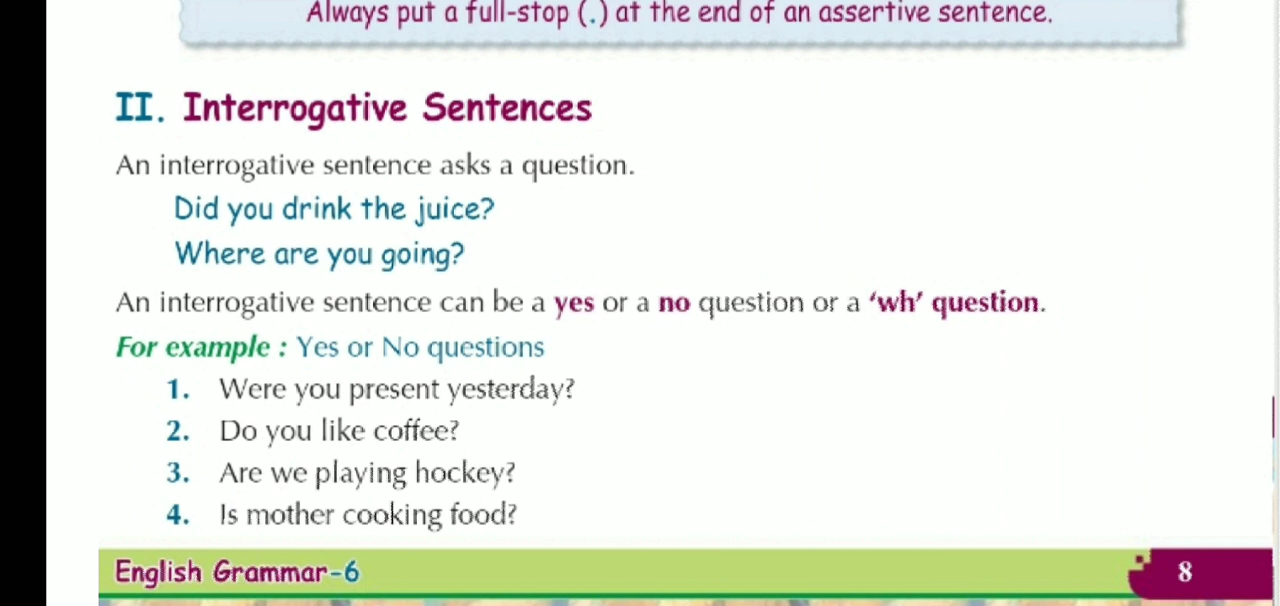 Always put a full-stop (.) at the end of an assertive sentence.
II. Interrogative Sentences
An interrogative sentence asks a question.
Did you drink the juice?
Where are you going?
An interrogative sentence can be a yes or a no question or a ‘wh’ question.
For example : Yes or No questions
1. Were you present yesterday?
2. Do you like coffee?
3. Are we playing hockey?
4. Is mother cooking food?
English Grammar-6
8